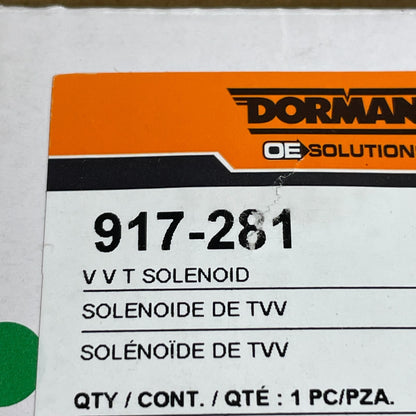 DORMAN
OE SOLUTION
917-281
V V T SOLENOID
SOLENOIDE DE TVV
SOLÉNOÏDE DE TVV
QTY / CONT. / QTÉ : 1 PC/PZA.